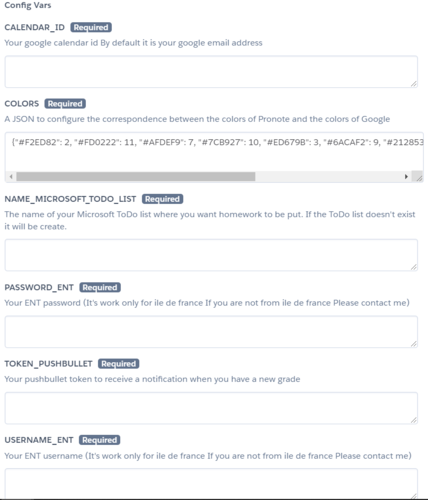 Config Vars
CALENDAR_ID Required
Your google calendar id By default it is your google email address
COLORS Required
A JSON to configure the correspondence between the colors of Pronote and the colors of Google
{"#F2ED82": 2, "#FD0222": 11, "#AFDEF9": 7, "#7CB927": 10, "#ED679B": 3, "#6ACAF2": 9, "#212853
NAME_MICROSOFT_TODO_LIST Required
The name of your Microsoft ToDo list where you want homework to be put. If the ToDo list doesn't exist
it will be create.
PASSWORD_ENT Required
Your ENT password (It's work only for ile de france If you are not from ile de france Please contact me)
TOKEN_PUSHBULLET Required
Your pushbullet token to receive a notification when you have a new grade
USERNAME_ENT Required
Your ENT username (It's work only for ile de france If you are not from ile de france Please contact me)